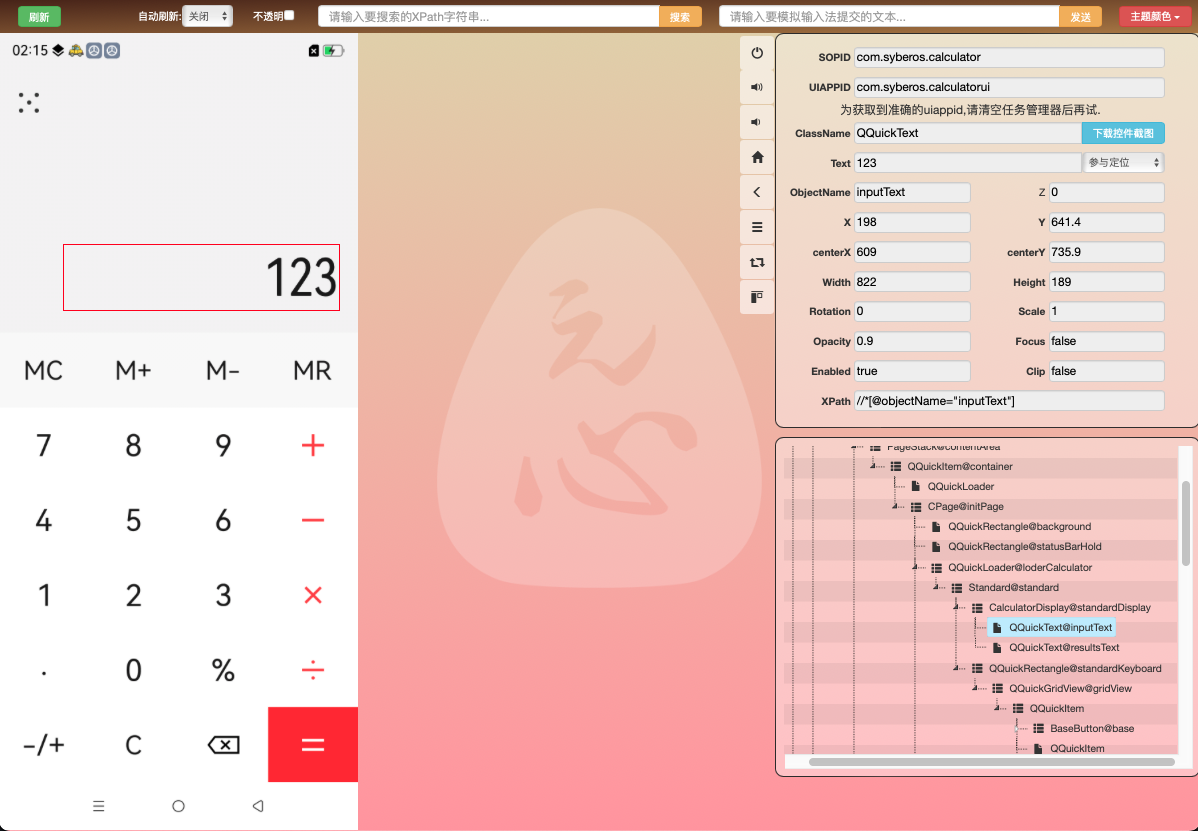 刷新
自动刷新: 关闭
不透明
请输入要搜索的XPath字符串...
搜索
请输入要模拟输入法提交的文本...
发送
主题颜色
02:15
123
MC M+ M- MR
7 8 9 +
4 5 6 −
1 2 3 ×
. 0 % ÷
-/+ C =
元心
SOPID com.syberos.calculator
UIAPPID com.syberos.calculatorui
为获取到准确的uiappid,请清空任务管理器后再试.
ClassName QQuickText 下载控件截图
Text 123 参与定位
ObjectName inputText Z 0
X 198 Y 641.4
centerX 609 centerY 735.9
Width 822 Height 189
Rotation 0 Scale 1
Opacity 0.9 Focus false
Enabled true Clip false
XPath //*[@objectName="inputText"]
PageStack@contentArea
QQuickItem@container
QQuickLoader
CPage@initPage
QQuickRectangle@background
QQuickRectangle@statusBarHold
QQuickLoader@loderCalculator
Standard@standard
CalculatorDisplay@standardDisplay
QQuickText@inputText
QQuickText@resultsText
QQuickRectangle@standardKeyboard
QQuickGridView@gridView
QQuickItem
BaseButton@base
QQuickItem